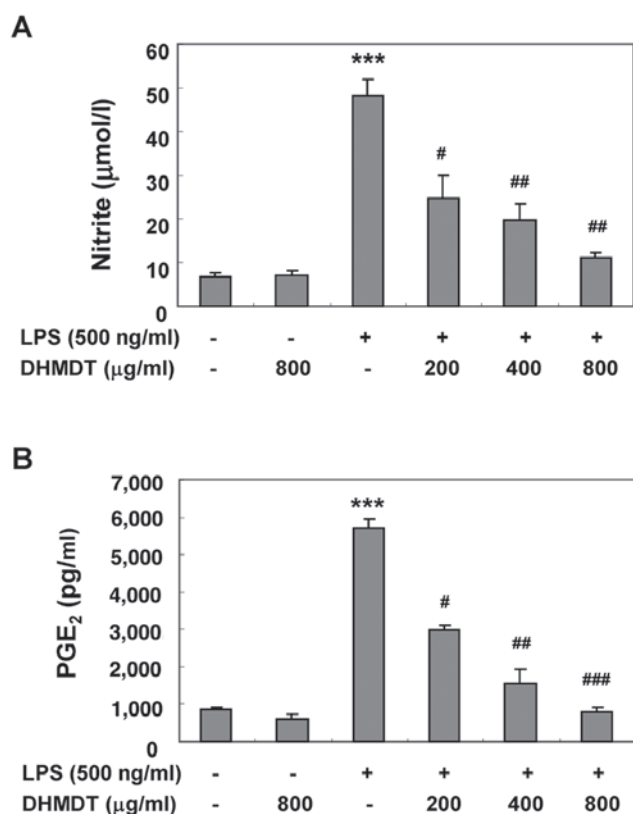 A
60
50
40
30
20
10
0
Nitrite (μmol/l)
***
#
##
##
LPS (500 ng/ml) - - + + + +
DHMDT (μg/ml) - 800 - 200 400 800
B
7,000
6,000
5,000
4,000
3,000
2,000
1,000
0
PGE₂ (pg/ml)
***
#
##
###
LPS (500 ng/ml) - - + + + +
DHMDT (μg/ml) - 800 - 200 400 800